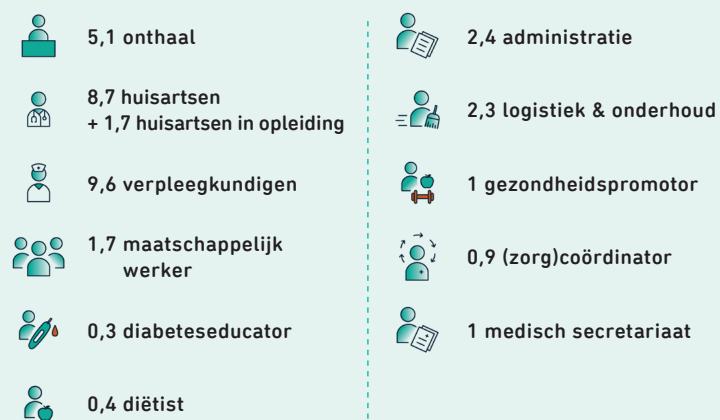 5,1 onthaal
8,7 huisartsen
+ 1,7 huisartsen in opleiding
9,6 verpleegkundigen
1,7 maatschappelijk
werker
0,3 diabeteseducator
0,4 diëtist
2,4 administratie
2,3 logistiek & onderhoud
1 gezondheidspromotor
0,9 (zorg)coördinator
1 medisch secretariaat